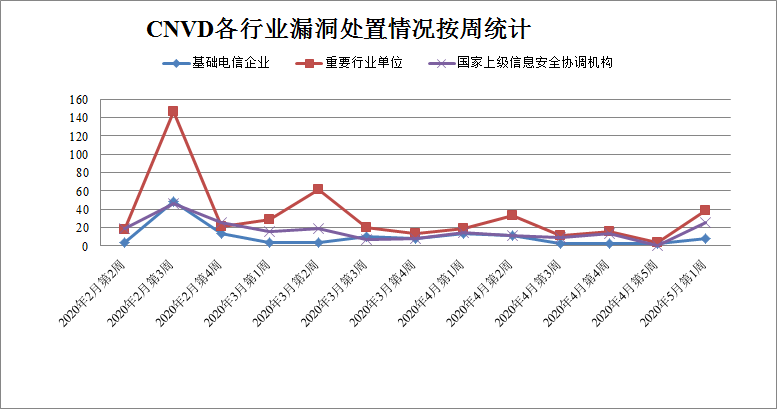 CNVD各行业漏洞处置情况按周统计
基础电信企业 重要行业单位 国家上级信息安全协调机构
160
140
120
100
80
60
40
20
0
2020年2月第2周
2020年2月第3周
2020年2月第4周
2020年3月第1周
2020年3月第2周
2020年3月第3周
2020年3月第4周
2020年4月第1周
2020年4月第2周
2020年4月第3周
2020年4月第4周
2020年4月第5周
2020年5月第1周